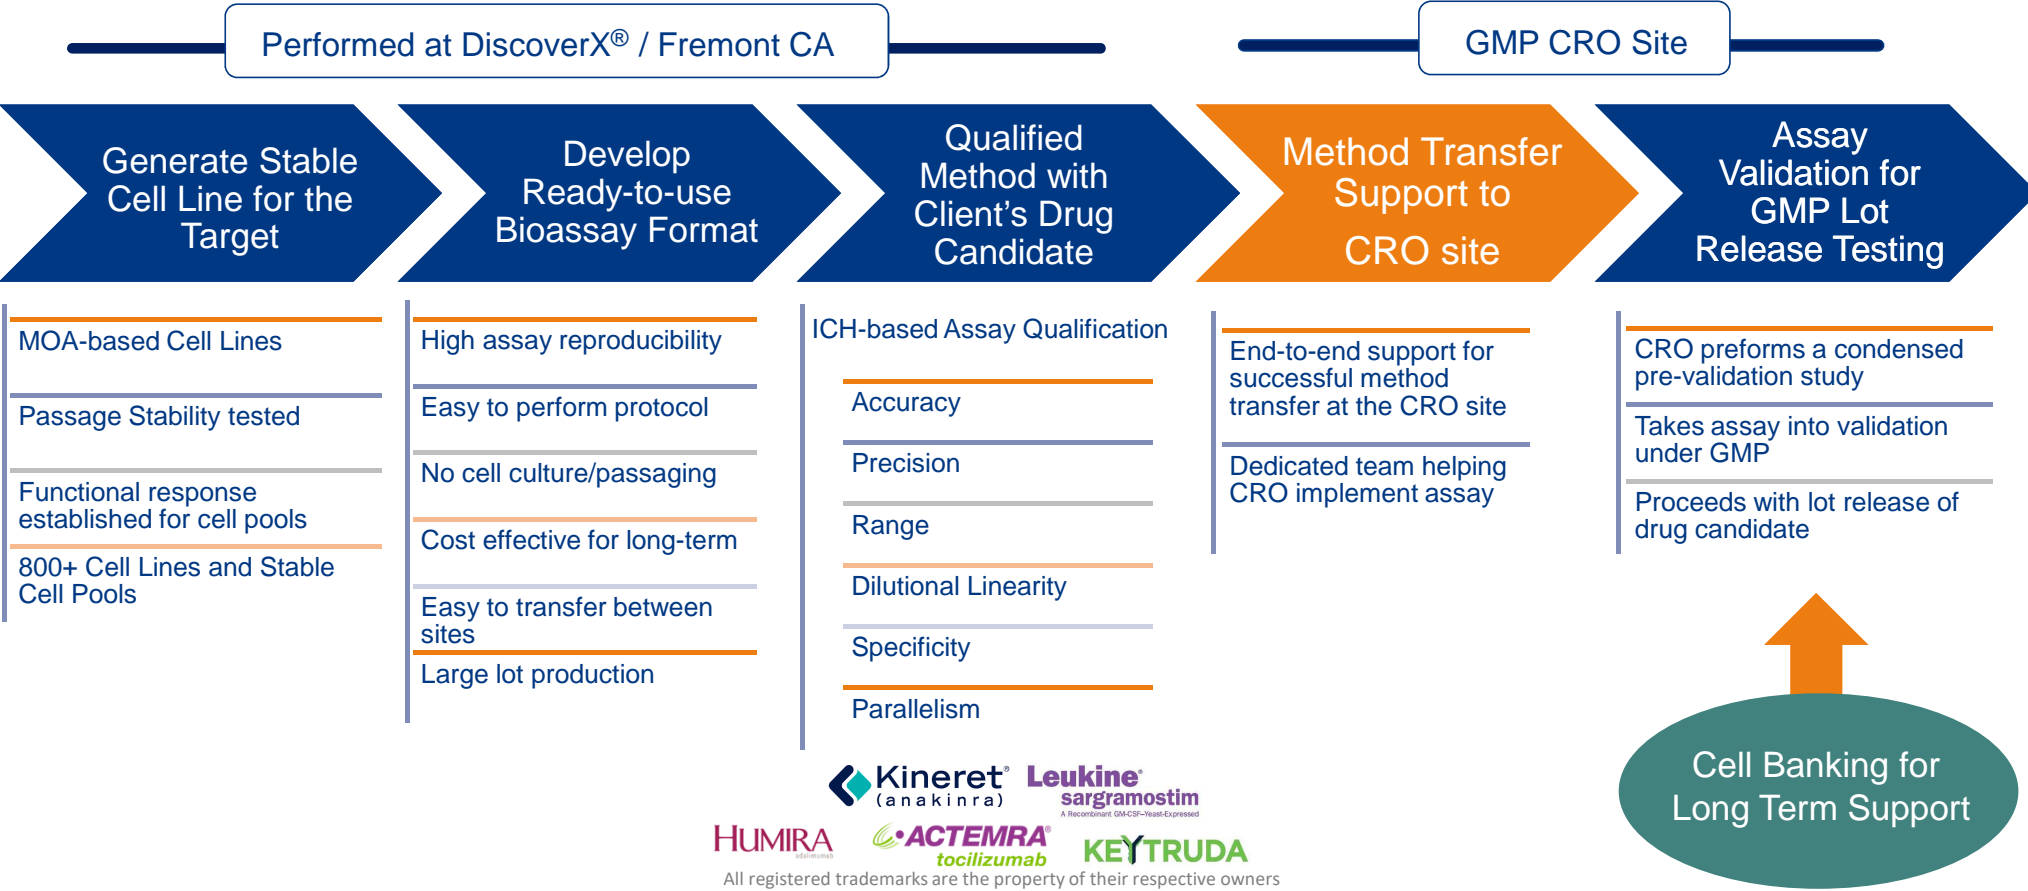 Performed at DiscoverX® / Fremont CA
GMP CRO Site
Generate Stable
Cell Line for the
Target
Develop
Ready-to-use
Bioassay Format
Qualified
Method with
Client's Drug
Candidate
Method Transfer
Support to
CRO site
Assay
Validation for
GMP Lot
Release Testing
MOA-based Cell Lines
Passage Stability tested
Functional response
established for cell pools
800+ Cell Lines and Stable
Cell Pools
High assay reproducibility
Easy to perform protocol
No cell culture/passaging
Cost effective for long-term
Easy to transfer between
sites
Large lot production
ICH-based Assay Qualification
Accuracy
Precision
Range
Dilutional Linearity
Specificity
Parallelism
End-to-end support for
successful method
transfer at the CRO site
Dedicated team helping
CRO implement assay
CRO preforms a condensed
pre-validation study
Takes assay into validation
under GMP
Proceeds with lot release of
drug candidate
Cell Banking for
Long Term Support
Kineret®
(anakinra)
Leukine®
sargramostim
A Recombinant GM-CSF–Yeast-Expressed
HUMIRA
adalimumab
ACTEMRA®
tocilizumab
KEYTRUDA
All registered trademarks are the property of their respective owners